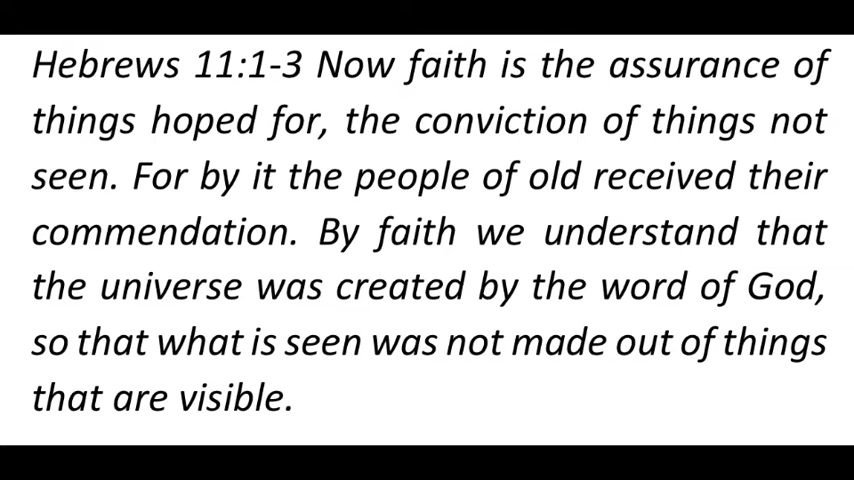 Hebrews 11:1-3 Now faith is the assurance of
things hoped for, the conviction of things not
seen. For by it the people of old received their
commendation. By faith we understand that
the universe was created by the word of God,
so that what is seen was not made out of things
that are visible.